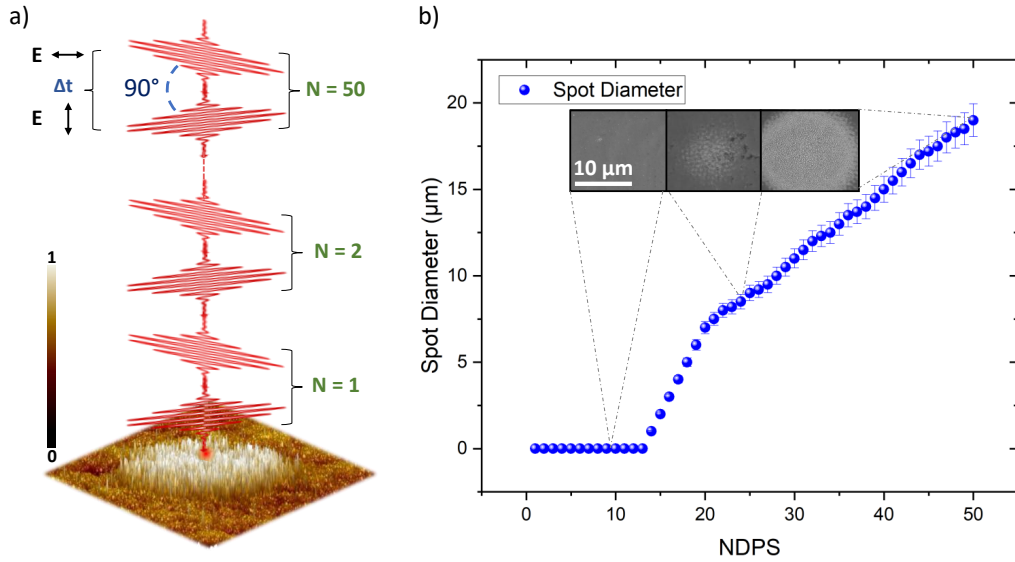 a)
E
Δt
90°
E
N = 50
N = 2
N = 1
1
0
b)
Spot Diameter
10 μm
Spot Diameter (μm)
20
15
10
5
0
0
10
20
30
40
50
NDPS